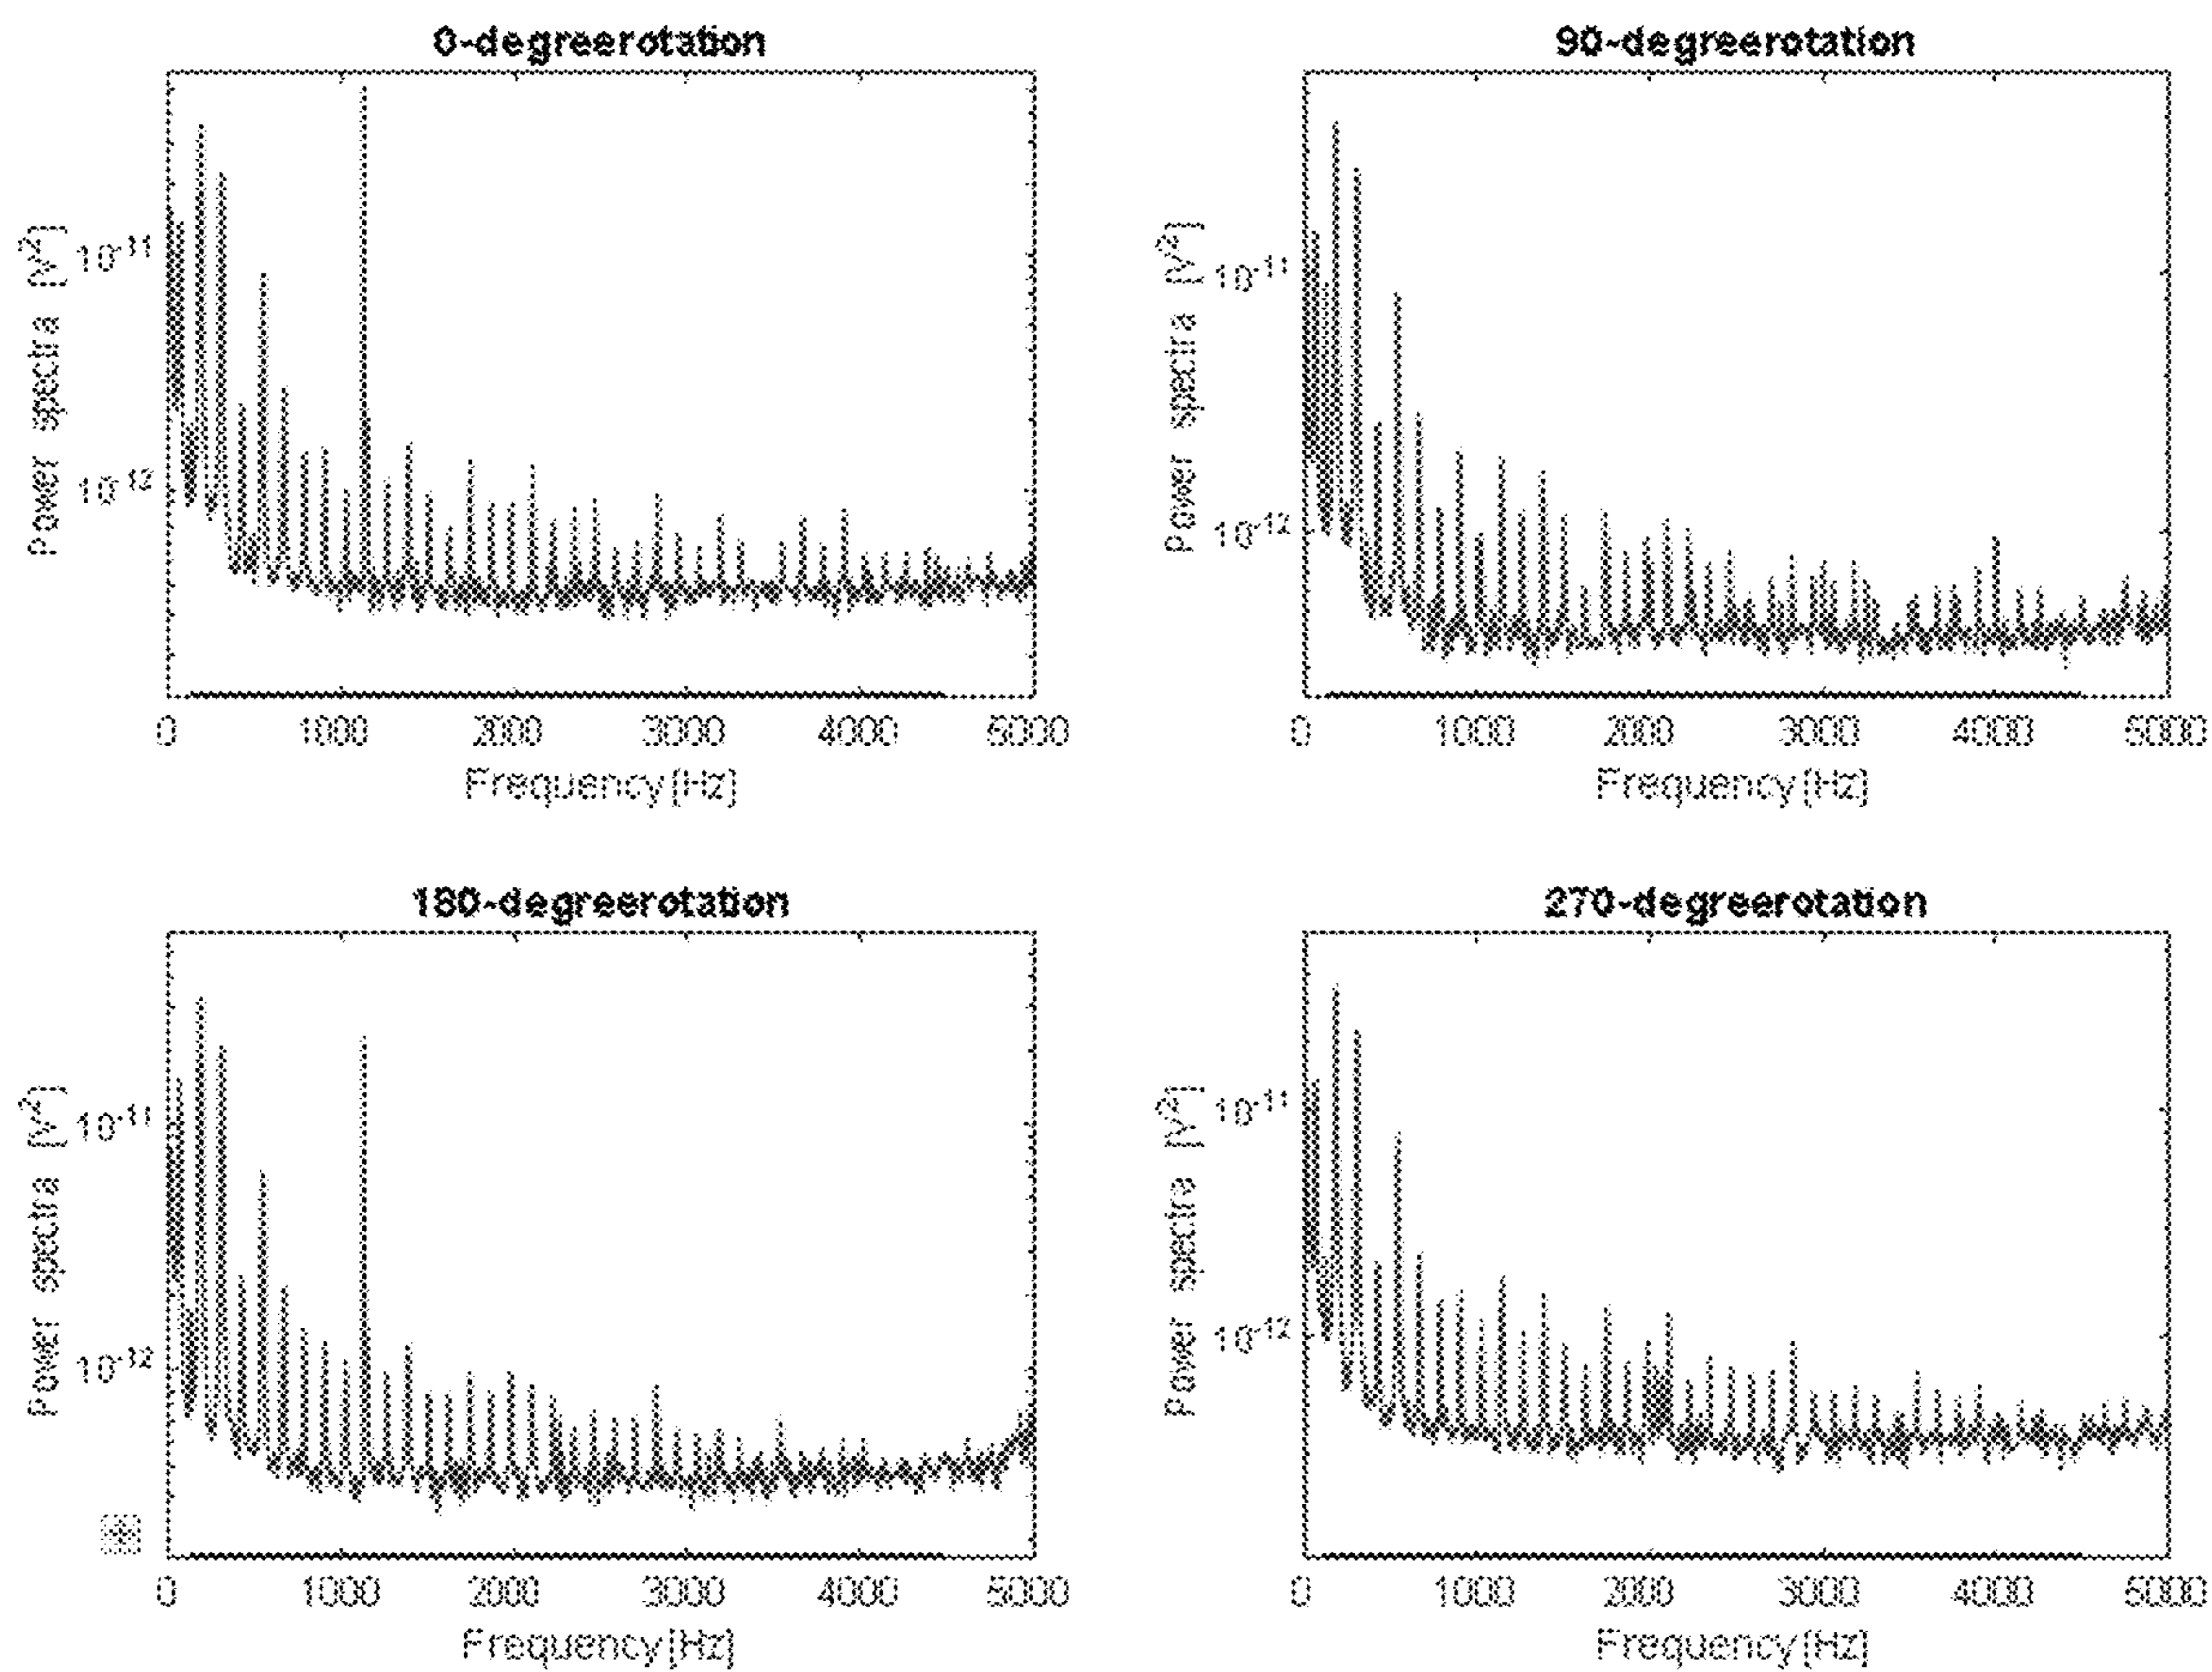 0-degreerotation
90-degreerotation
Power spectra [V²]
10⁻¹¹
10⁻¹²
0 1000 2000 3000 4000 5000
Frequency[Hz]
Power spectra [V²]
10⁻¹¹
10⁻¹²
0 1000 2000 3000 4000 5000
Frequency[Hz]
180-degreerotation
270-degreerotation
Power spectra [V²]
10⁻¹¹
10⁻¹²
0 1000 2000 3000 4000 5000
Frequency[Hz]
Power spectra [V²]
10⁻¹¹
10⁻¹²
0 1000 2000 3000 4000 5000
Frequency[Hz]